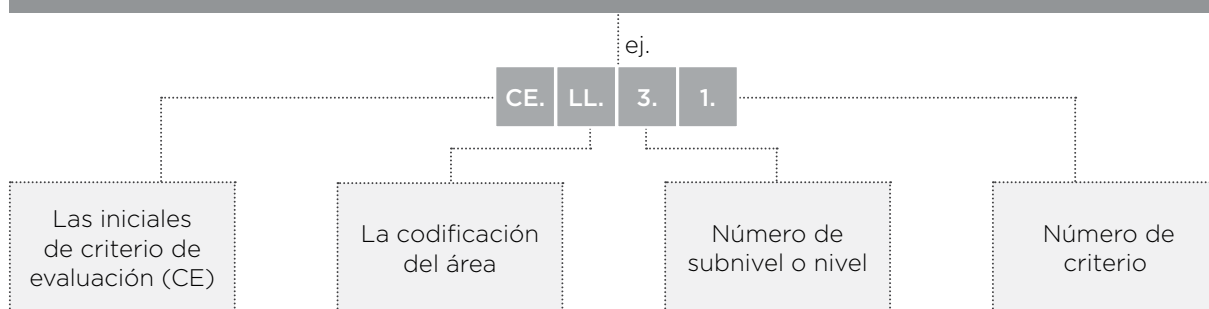 ej.
CE. LL. 3. 1.
Las iniciales
de criterio de
evaluación (CE)
La codificación
del área
Número de
subnivel o nivel
Número de
criterio